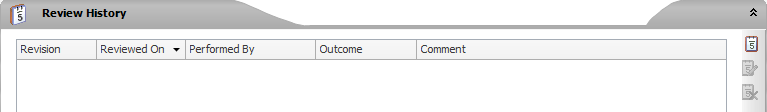 Review History
Revision Reviewed On Performed By Outcome Comment